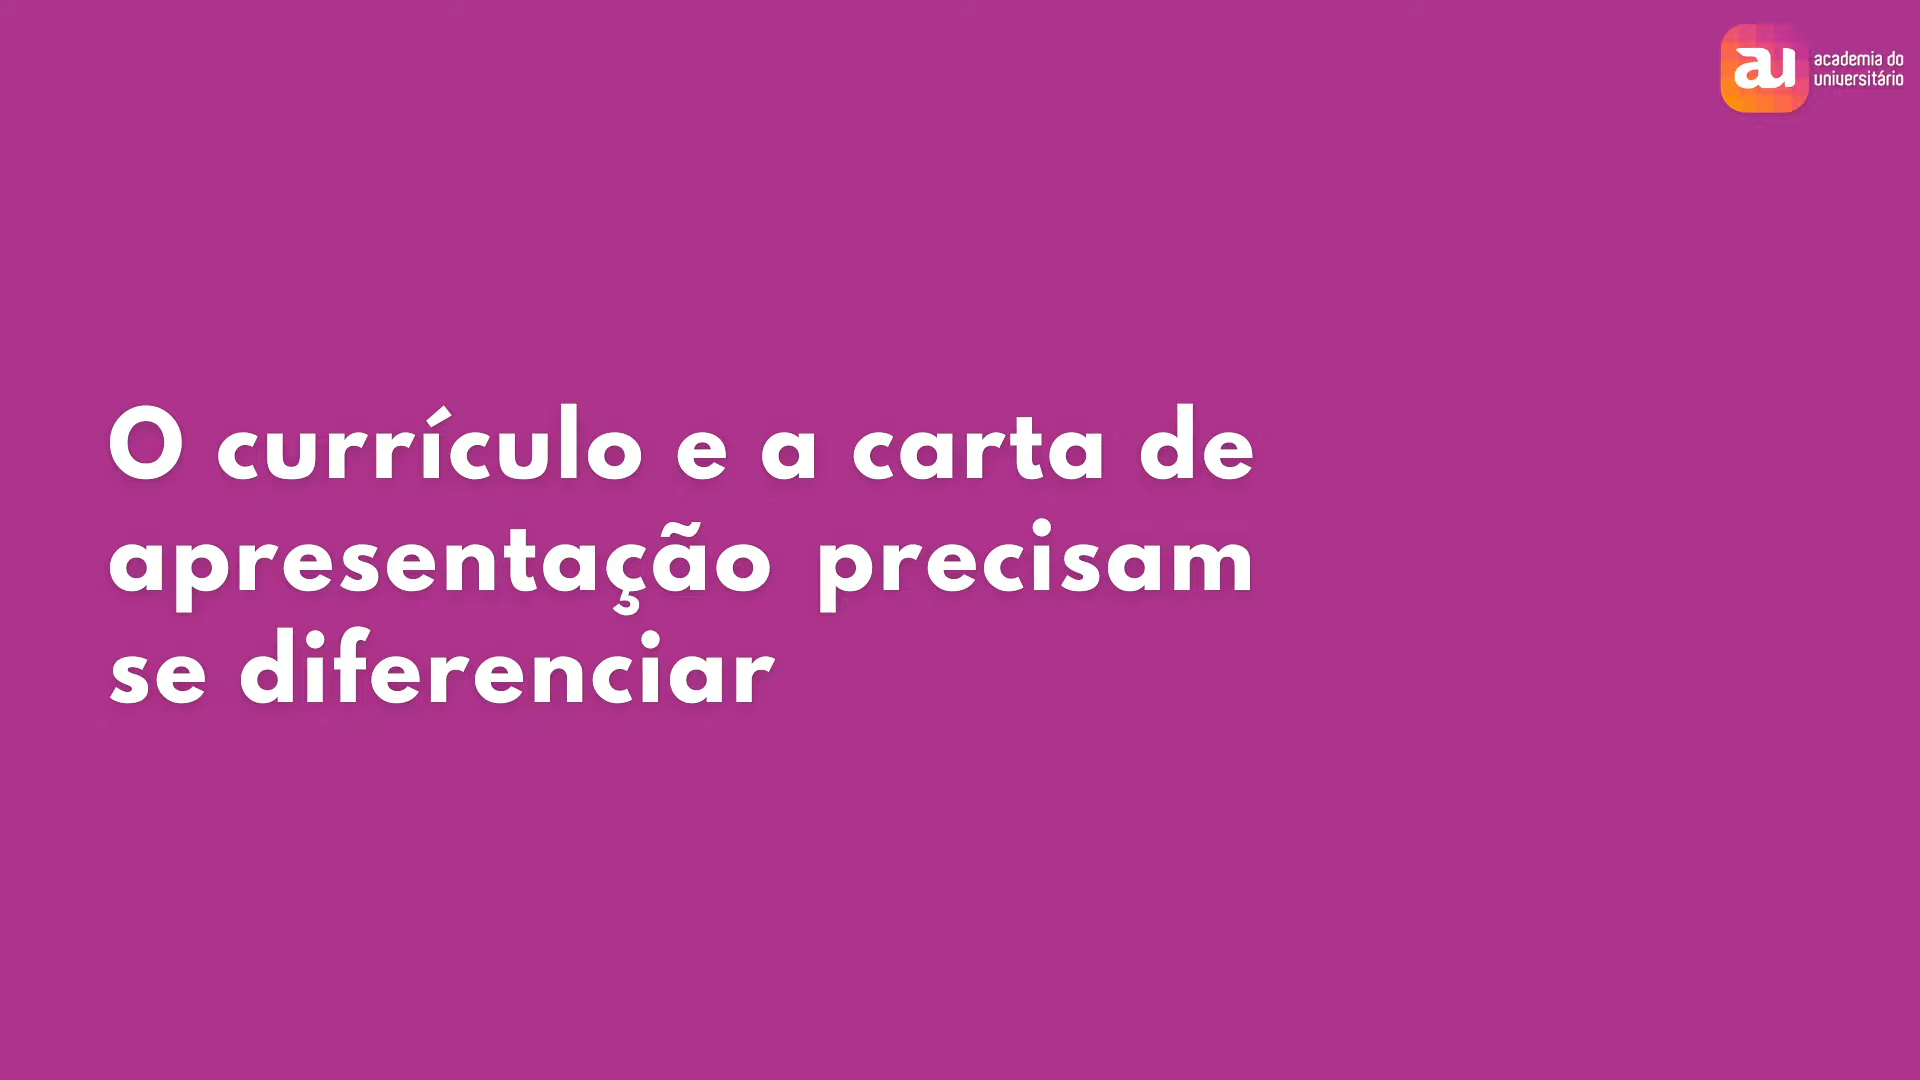 au academia do
universitário
O currículo e a carta de
apresentação precisam
se diferenciar